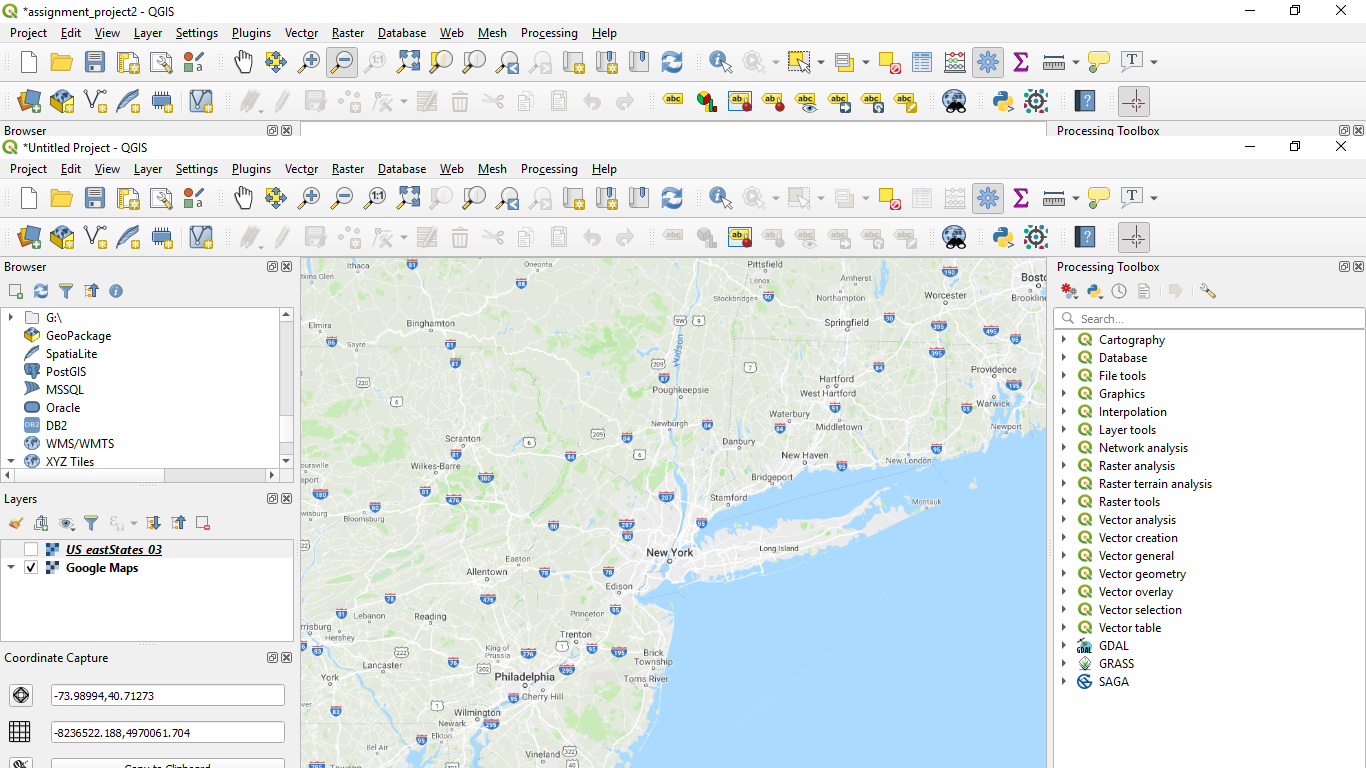 *assignment_project2 - QGIS
Project Edit View Layer Settings Plugins Vector Raster Database Web Mesh Processing Help
Browser
Processing Toolbox
*Untitled Project - QGIS
Project Edit View Layer Settings Plugins Vector Raster Database Web Mesh Processing Help
Browser
G:\
GeoPackage
SpatiaLite
PostGIS
MSSQL
Oracle
DB2
WMS/WMTS
XYZ Tiles
Layers
US_eastStates_03
Google Maps
Coordinate Capture
-73.98994,40.71273
-8236522.188,4970061.704
Copy to Clipboard
Ithaca
Oneonta
Pittsfield
Lenox
Amherst
Stockbridge
Northampton
Worcester
Brookline
Elmira
Binghamton
Sayre
Springfield
Hudson
Poughkeepsie
Hartford
West Hartford
Providence
Warwick
Waterbury
Middletown
Newburgh
Danbury
Newport
Scranton
Wilkes-Barre
New Haven
New London
Bridgeport
Stamford
Montauk
Bloomsburg
New York
Long Island
Easton
Allentown
Edison
Lebanon
Reading
Princeton
Hershey
Trenton
King of
Prussia
Lancaster
Brick
Township
York
Philadelphia
Toms River
Cherry Hill
Wilmington
Newark
Elkton
Bel Air
Vineland
Processing Toolbox
Search...
Cartography
Database
File tools
Graphics
Interpolation
Layer tools
Network analysis
Raster analysis
Raster terrain analysis
Raster tools
Vector analysis
Vector creation
Vector general
Vector geometry
Vector overlay
Vector selection
Vector table
GDAL
GRASS
SAGA